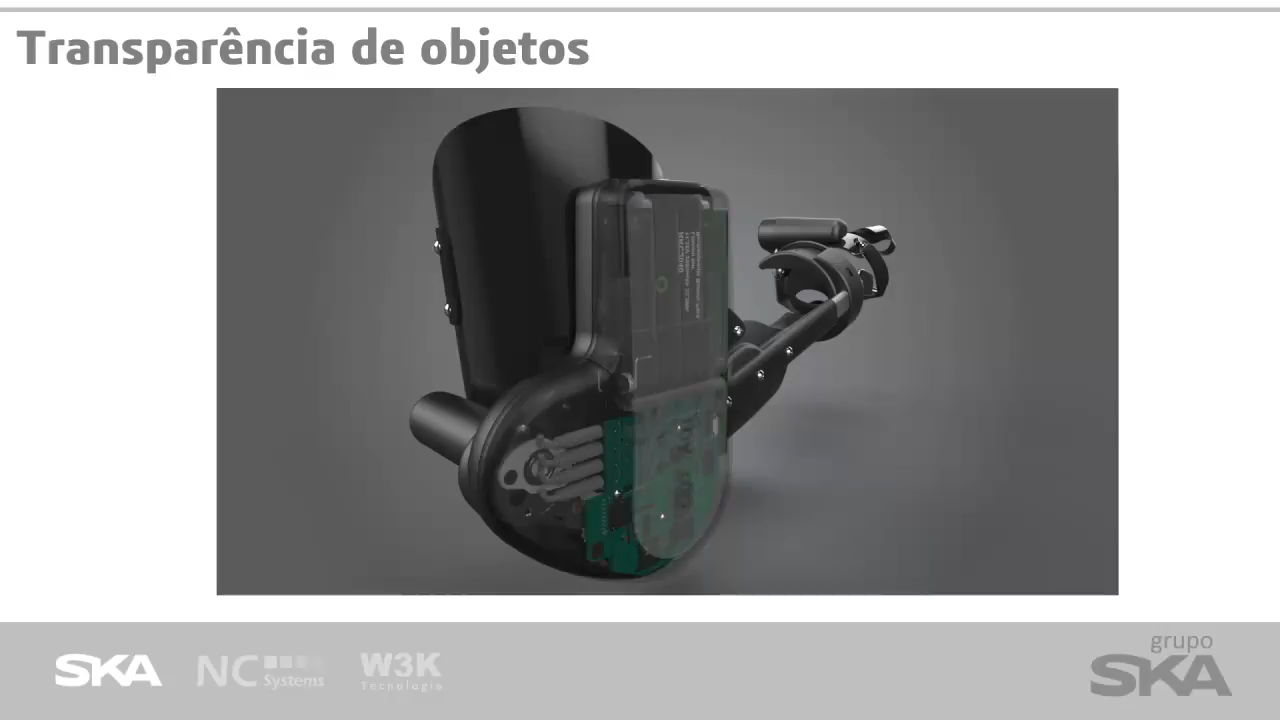 Transparência de objetos
SKA
NC Systems
W3K
Tecnologia
grupo
SKA